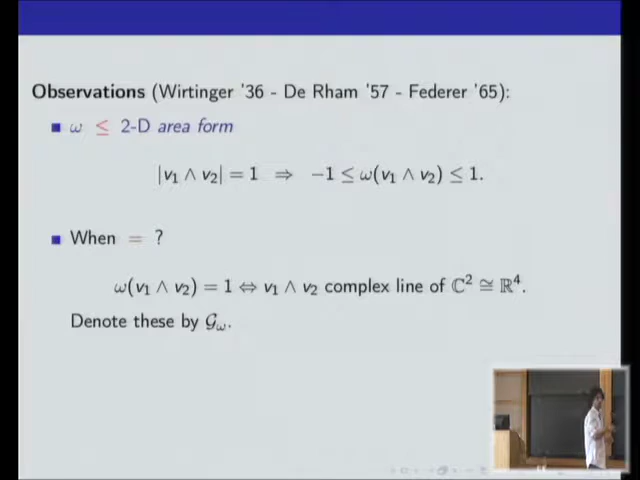 Observations (Wirtinger '36 - De Rham '57 - Federer '65):
ω ≤ 2-D area form
|v₁ ∧ v₂| = 1 ⇒ −1 ≤ ω(v₁ ∧ v₂) ≤ 1.
When = ?
ω(v₁ ∧ v₂) = 1 ⇔ v₁ ∧ v₂ complex line of ℂ² ≅ ℝ⁴.
Denote these by 𝒢_ω.